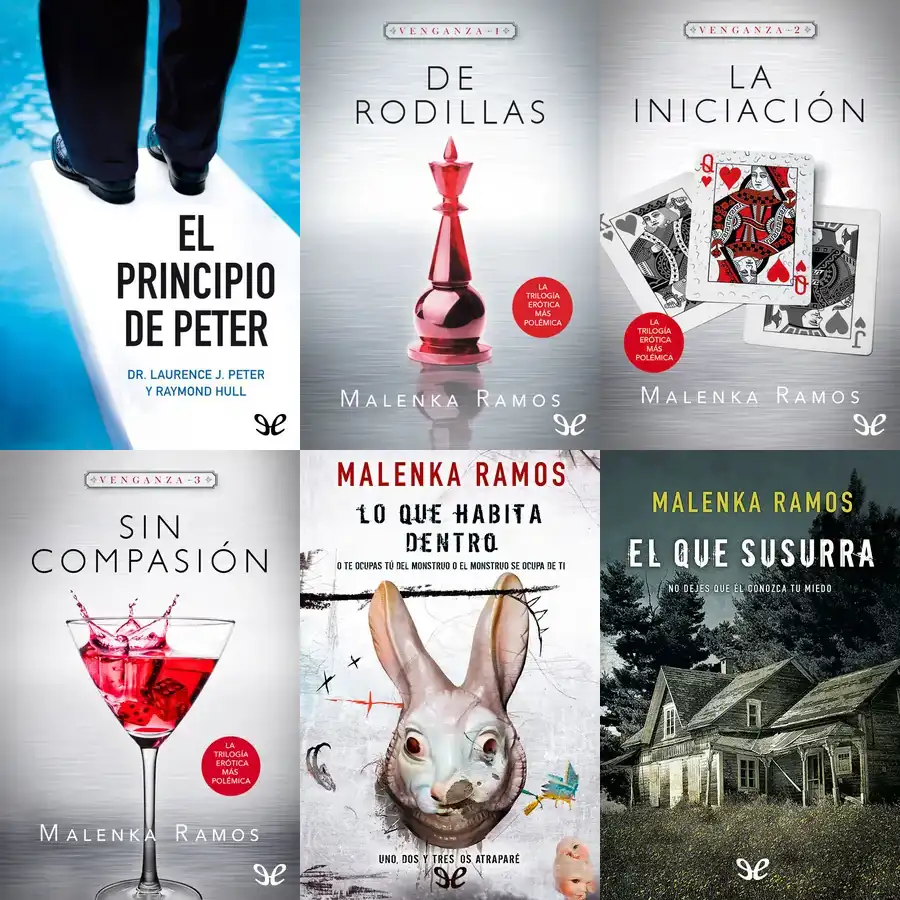 EL
PRINCIPIO
DE PETER
DR. LAURENCE J. PETER
Y RAYMOND HULL
VENGANZA-1
DE
RODILLAS
LA
TRILOGÍA
ERÓTICA
MÁS
POLÉMICA
MALENKA RAMOS
VENGANZA-2
LA
INICIACIÓN
Q
Q
J
LA
TRILOGÍA
ERÓTICA
MÁS
POLÉMICA
MALENKA RAMOS
VENGANZA-3
SIN
COMPASIÓN
LA
TRILOGÍA
ERÓTICA
MÁS
POLÉMICA
MALENKA RAMOS
MALENKA RAMOS
LO QUE HABITA
DENTRO
O TE OCUPAS TÚ DEL MONSTRUO O EL MONSTRUO SE OCUPA DE TI
UNO, DOS Y TRES, OS ATRAPARÉ
MALENKA RAMOS
EL QUE SUSURRA
NO DEJES QUE ÉL CONOZCA TU MIEDO